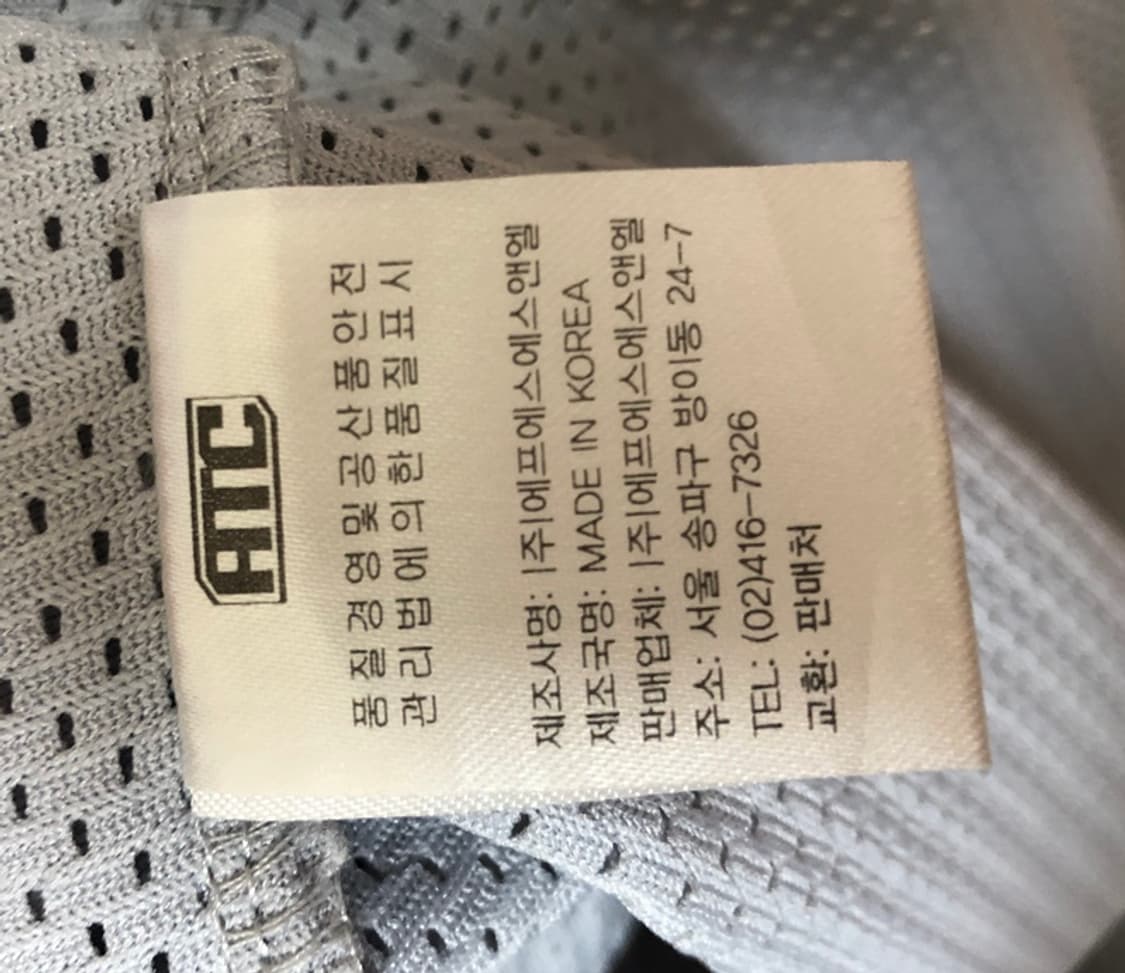 ATC
품질경영및공산품안전
관리법에의한품질표시
제조사명: |주|에프에스에스앤엘
제조국명: MADE IN KOREA
판매업체: |주|에프에스에스앤엘
주소: 서울 송파구 방이동 24-7
TEL: (02)416-7326
교환: 판매처